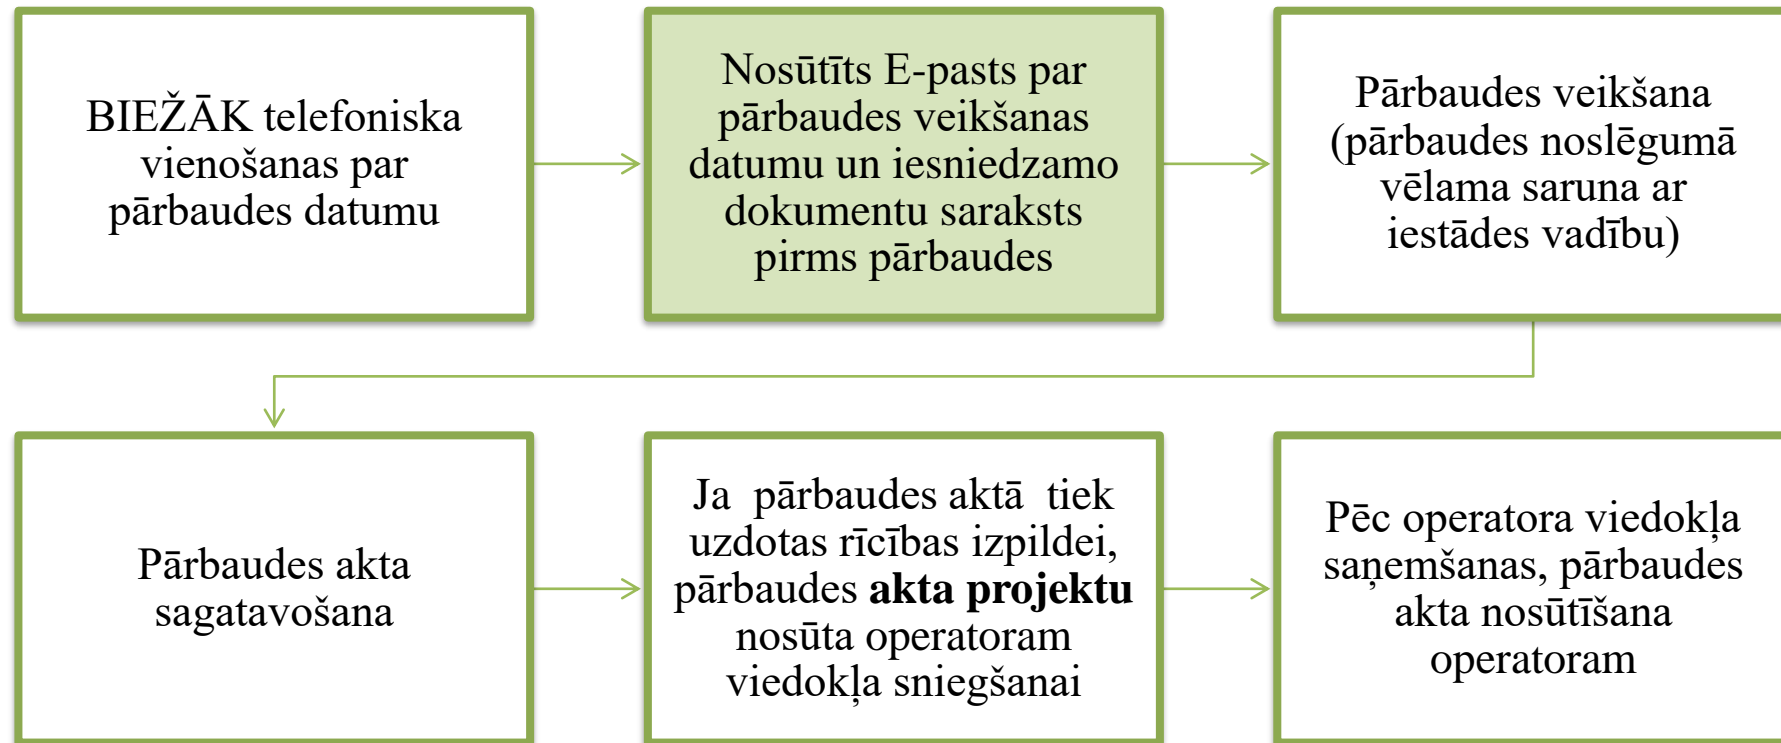 BIEŽĀK telefoniska
vienošanas par
pārbaudes datumu
Nosūtīts E-pasts par
pārbaudes veikšanas
datumu un iesniedzamo
dokumentu saraksts
pirms pārbaudes
Pārbaudes veikšana
(pārbaudes noslēgumā
vēlama saruna ar
iestādes vadību)
Pārbaudes akta
sagatavošana
Ja pārbaudes aktā tiek
uzdotas rīcības izpildei,
pārbaudes akta projektu
nosūta operatoram
viedokļa sniegšanai
Pēc operatora viedokļa
saņemšanas, pārbaudes
akta nosūtīšana
operatoram